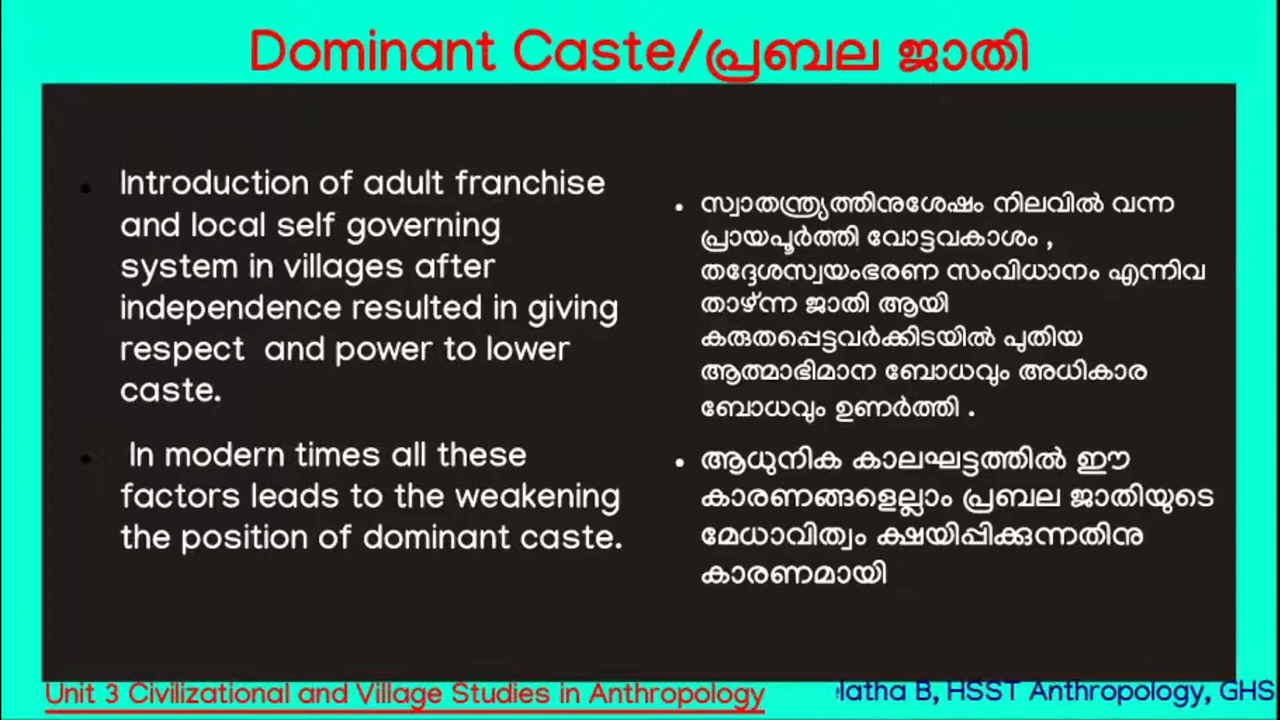 Dominant Caste/പ്രബല ജാതി
Introduction of adult franchise
and local self governing
system in villages after
independence resulted in giving
respect and power to lower
caste.
In modern times all these
factors leads to the weakening
the position of dominant caste.
സ്വാതന്ത്ര്യത്തിനുശേഷം നിലവിൽ വന്ന
പ്രായപൂർത്തി വോട്ടവകാശം ,
തദ്ദേശസ്വയംഭരണ സംവിധാനം എന്നിവ
താഴ്ന്ന ജാതി ആയി
കരുതപ്പെട്ടവർക്കിടയിൽ പുതിയ
ആത്മാഭിമാന ബോധവും അധികാര
ബോധവും ഉണർത്തി .
ആധുനിക കാലഘട്ടത്തിൽ ഈ
കാരണങ്ങളെല്ലാം പ്രബല ജാതിയുടെ
മേധാവിത്വം ക്ഷയിപ്പിക്കുന്നതിനു
കാരണമായി
Unit 3 Civilizational and Village Studies in Anthropology
latha B, HSST Anthropology, GHS